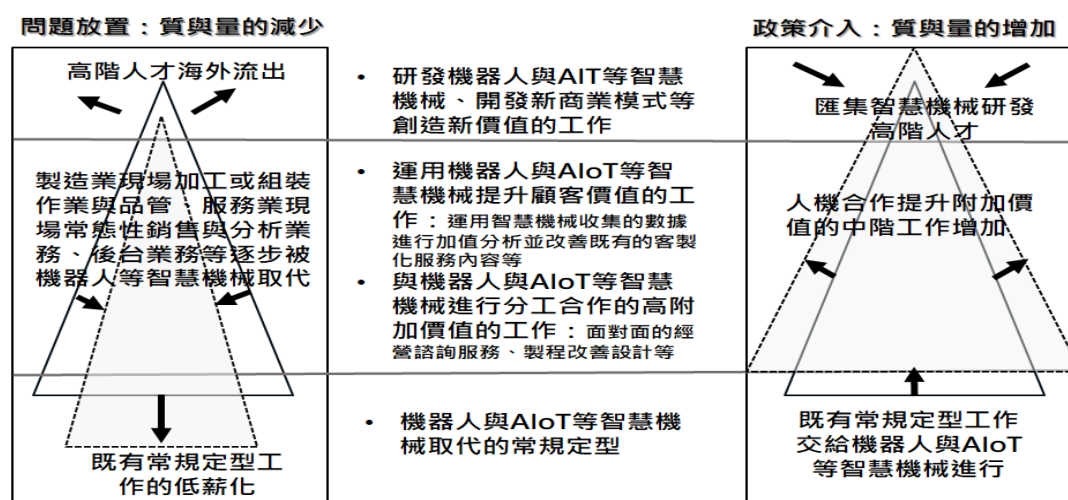 問題放置：質與量的減少
高階人才海外流出
製造業現場加工或組裝
作業與品管、服務業現
場常態性銷售與分析業
務、後台業務等逐步被
機器人等智慧機械取代
既有常規定型工
作的低薪化
• 研發機器人與AIT等智慧
機械、開發新商業模式等
創造新價值的工作
• 運用機器人與AIoT等智
慧機械提升顧客價值的工
作：運用智慧機械收集的數據
進行加值分析並改善既有的客製
化服務內容等
• 與機器人與AIoT等智慧
機械進行分工合作的高附
加價值的工作：面對面的經
營諮詢服務、製程改善設計等
• 機器人與AIoT等智慧機
械取代的常規定型
政策介入：質與量的增加
匯集智慧機械研發
高階人才
人機合作提升附加價
值的中階工作增加
既有常規定型工作
交給機器人與AIoT
等智慧機械進行